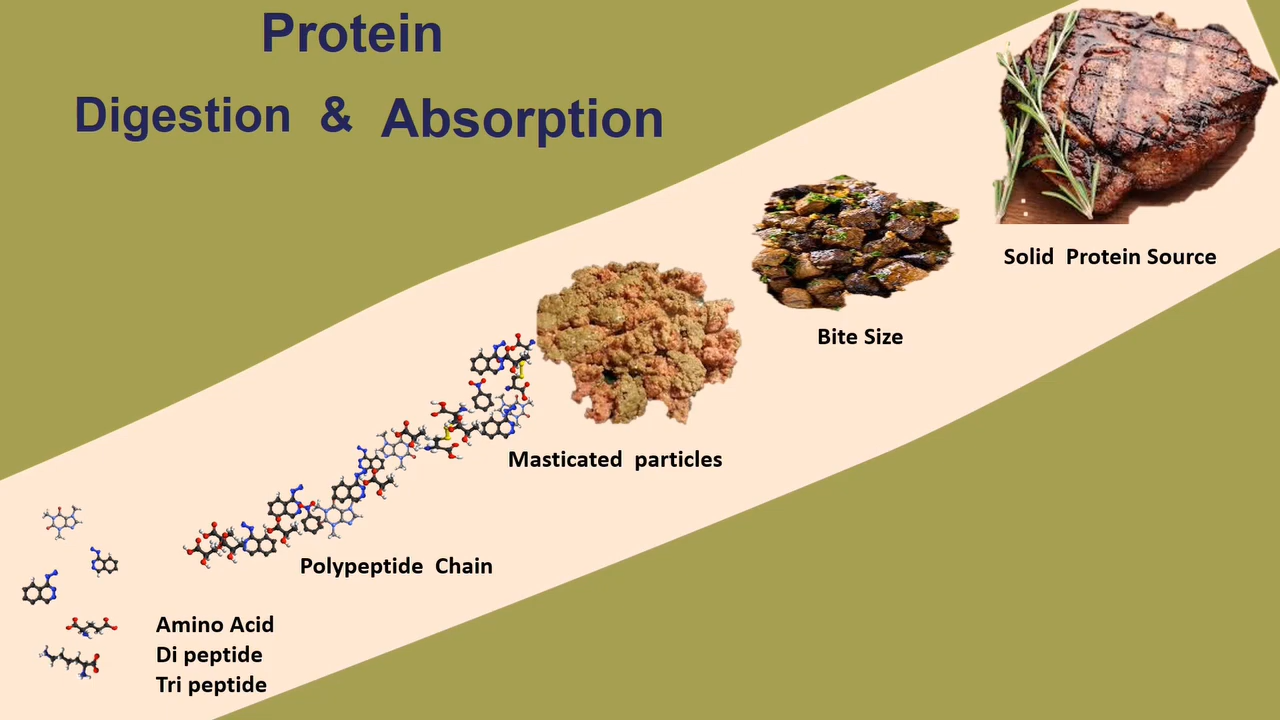 Protein
Digestion & Absorption
Solid Protein Source
Bite Size
Masticated particles
Polypeptide Chain
Amino Acid
Di peptide
Tri peptide